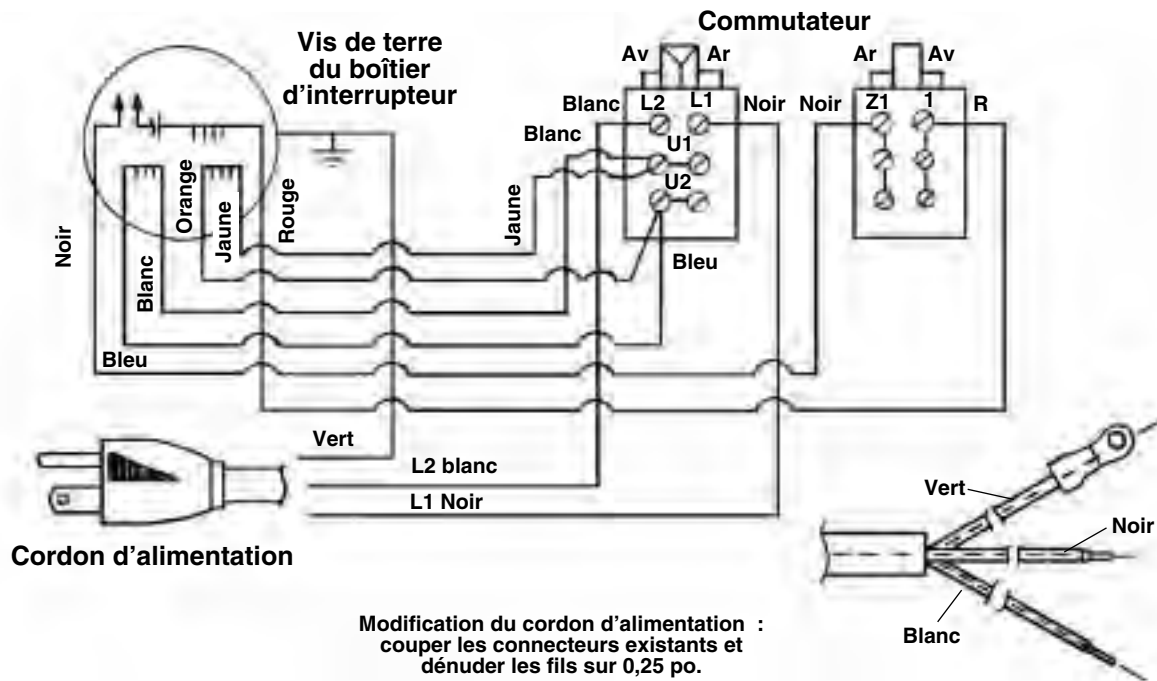 Commutateur
Vis de terre
du boîtier
d’interrupteur
Av
Ar
Ar
Av
Blanc
L2
L1
Noir
Noir
Z1
1
R
Blanc
U1
U2
Orange
Jaune
Rouge
Jaune
Noir
Blanc
Bleu
Bleu
Vert
L2 blanc
L1 Noir
Cordon d’alimentation
Vert
Noir
Blanc
Modification du cordon d’alimentation :
couper les connecteurs existants et
dénuder les fils sur 0,25 po.